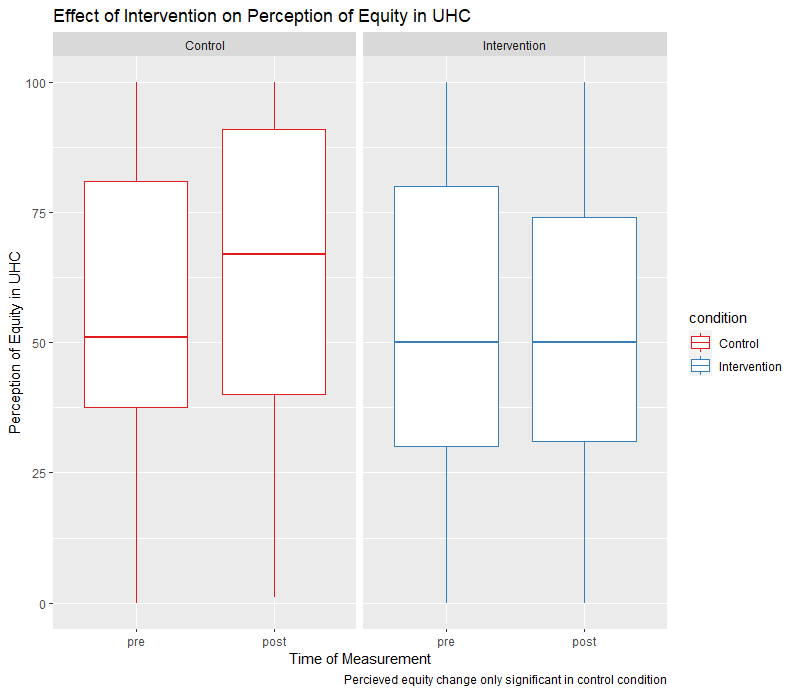 Effect of Intervention on Perception of Equity in UHC
Control
Intervention
Perception of Equity in UHC
100
75
50
25
0
pre
post
pre
post
Time of Measurement
condition
Control
Intervention
Percieved equity change only significant in control condition